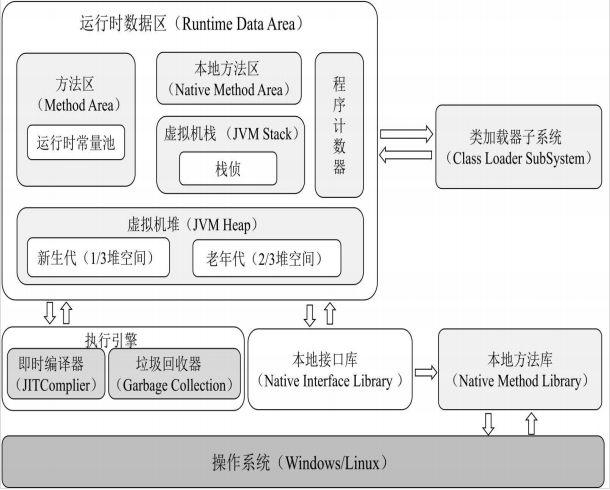 运行时数据区（Runtime Data Area）
方法区
（Method Area）
运行时常量池
本地方法区
（Native Method Area）
虚拟机栈（JVM Stack）
栈侦
程
序
计
数
器
类加载器子系统
（Class Loader SubSystem）
虚拟机堆（JVM Heap）
新生代（1/3堆空间）
老年代（2/3堆空间）
执行引擎
即时编译器
（JITComplier）
垃圾回收器
（Garbage Collection）
本地接口库
（Native Interface Library ）
本地方法库
（Native Method Library）
操作系统（Windows/Linux）